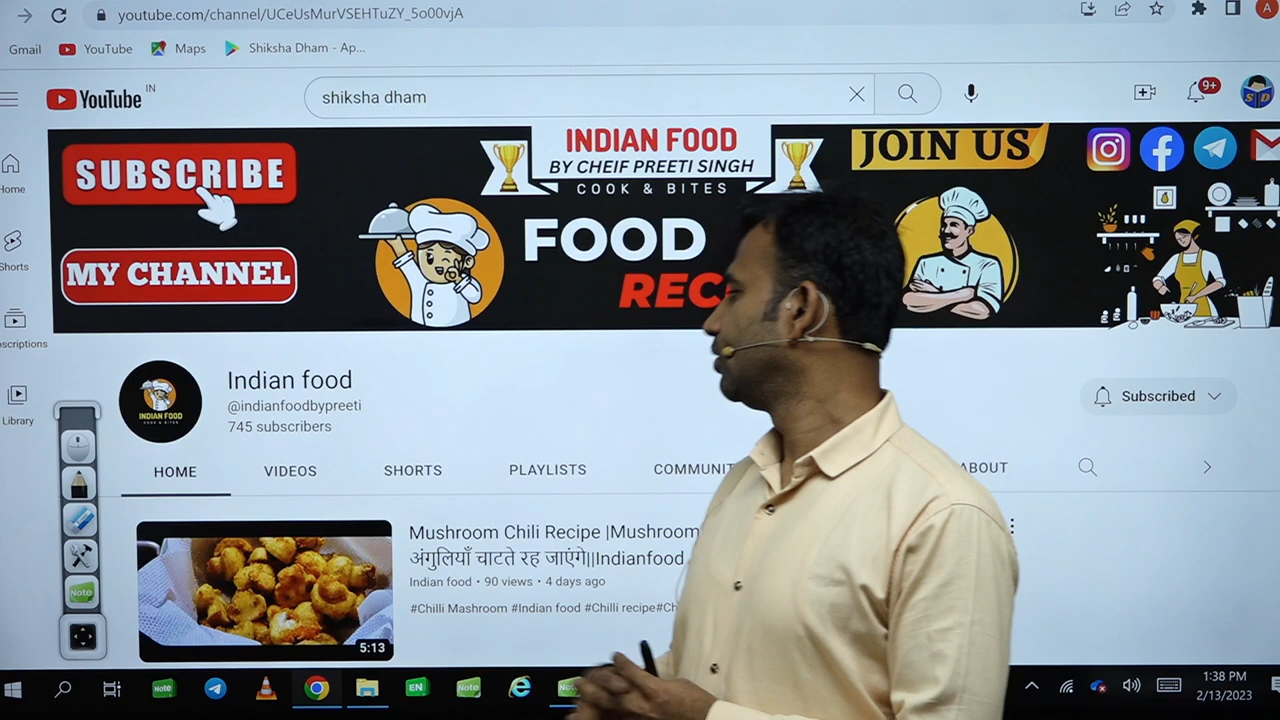 youtube.com/channel/UCeUsMurVSEHTuZY_5o00vjA
A
Gmail
YouTube
Maps
Shiksha Dham - Ap...
YouTube IN
shiksha dham
9+
S D
SUBSCRIBE
INDIAN FOOD
BY CHEIF PREETI SINGH
COOK & BITES
JOIN US
Home
FOOD
MY CHANNEL
REC
Shorts
scriptions
Indian food
@indianfoodbypreeti
745 subscribers
INDIAN FOOD
COOK & BITES
Subscribed
Library
HOME
VIDEOS
SHORTS
PLAYLISTS
COMMUNIT
ABOUT
Mushroom Chili Recipe |Mushroom
अंगुलियाँ चाटते रह जाएंगे||Indianfood
Indian food • 90 views • 4 days ago
#Chilli Mashroom #Indian food #Chilli recipe#Ch
Note
5:13
Note
EN
Note
No
1:38 PM
2/13/2023